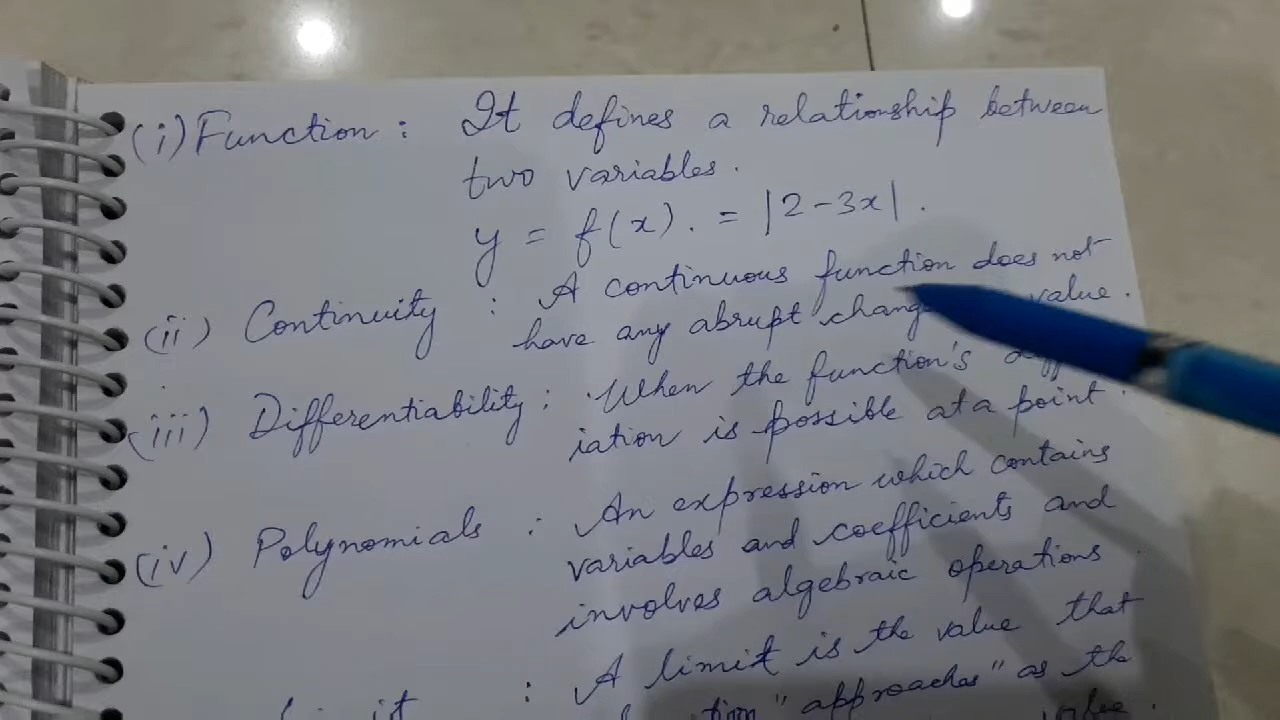 (i) Function : It defines a relationship between
two variables.
y = f(x). = |2-3x|.
(ii) Continuity : A continuous function does not
have any abrupt value.
(iii) Differentiability : When the function's
iation is possible at a point.
(iv) Polynomials : An expression which contains
variables and coefficients and
involves algebraic operations.
: A limit is the value that
"approaches" as the
value.